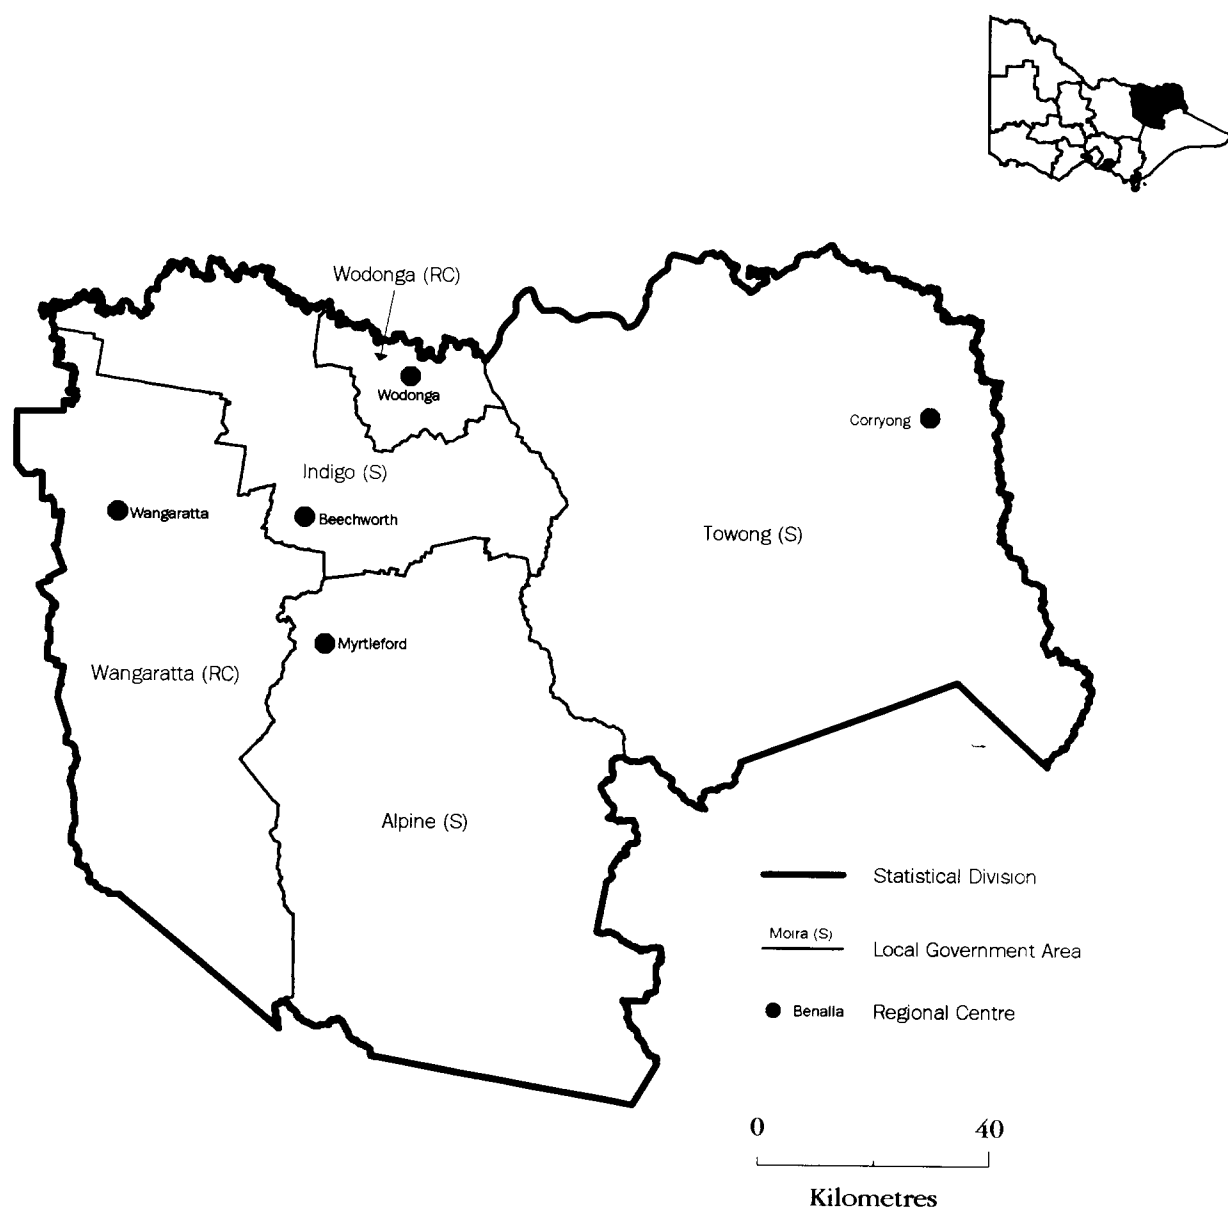 Wodonga (RC)
Wodonga
Corryong
Indigo (S)
Wangaratta
Beechworth
Towong (S)
Myrtleford
Wangaratta (RC)
Alpine (S)
Statistical Division
Moira (S)
Local Government Area
Benalla
Regional Centre
0 40
Kilometres